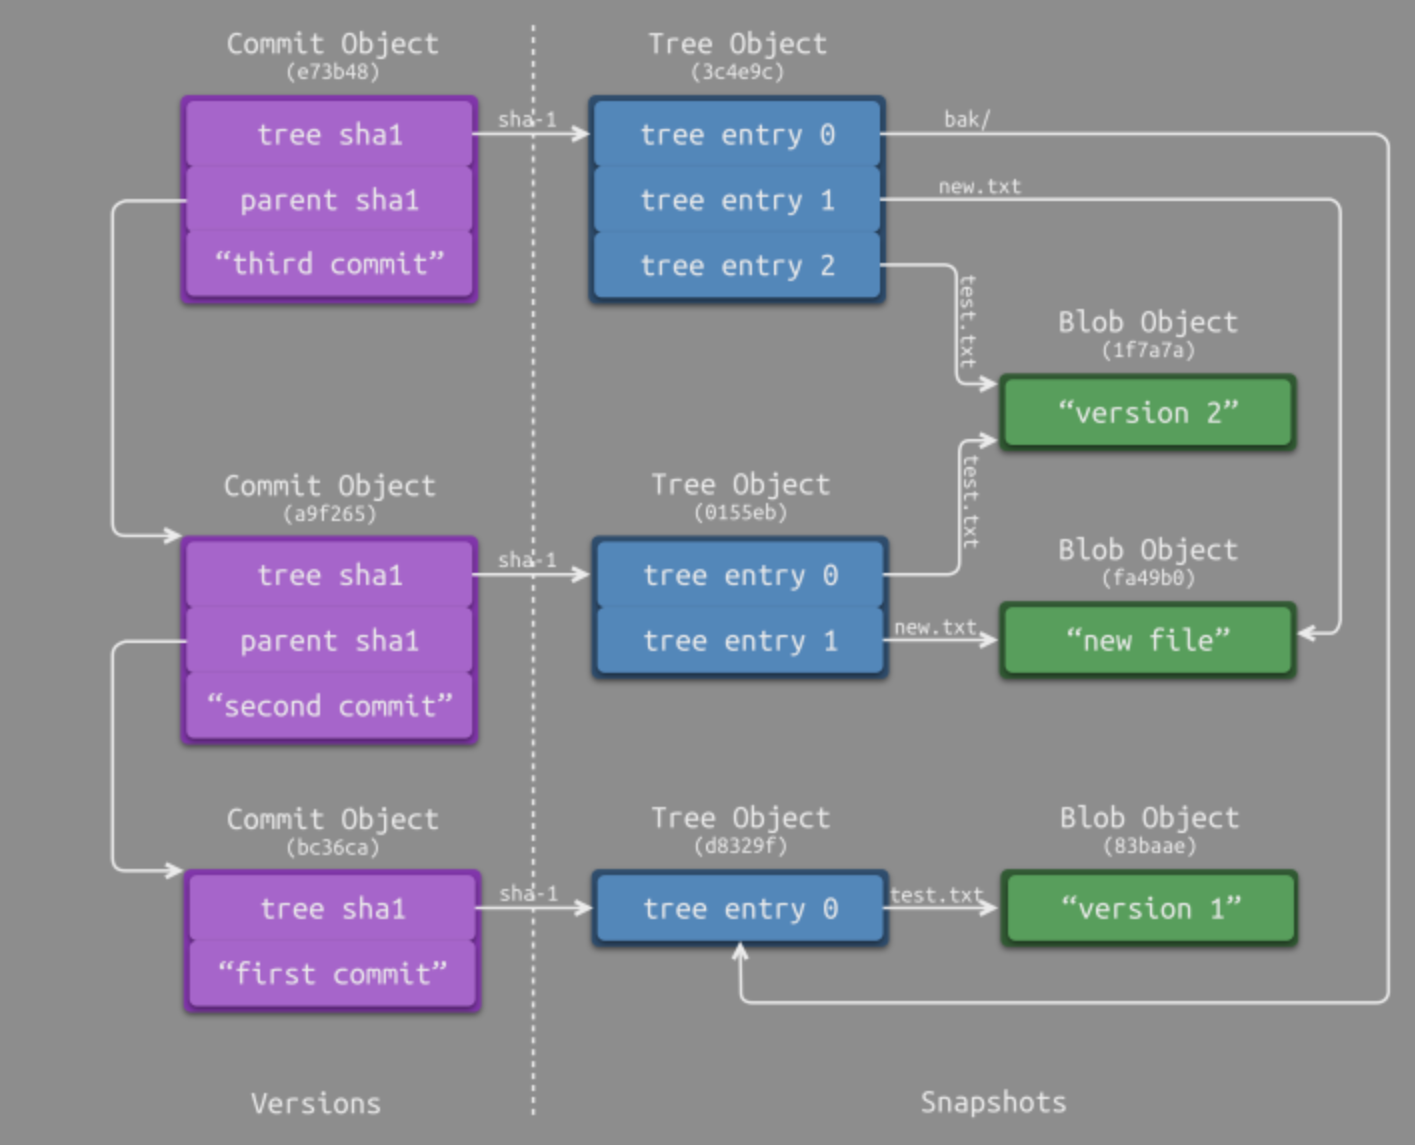 Commit Object
(e73b48)
tree sha1
parent sha1
“third commit”
sha-1
Tree Object
(3c4e9c)
tree entry 0
tree entry 1
tree entry 2
bak/
new.txt
test.txt
Blob Object
(1f7a7a)
“version 2”
Commit Object
(a9f265)
tree sha1
parent sha1
“second commit”
sha-1
Tree Object
(0155eb)
tree entry 0
tree entry 1
test.txt
new.txt
Blob Object
(fa49b0)
“new file”
Commit Object
(bc36ca)
tree sha1
“first commit”
sha-1
Tree Object
(d8329f)
tree entry 0
test.txt
Blob Object
(83baae)
“version 1”
Versions
Snapshots